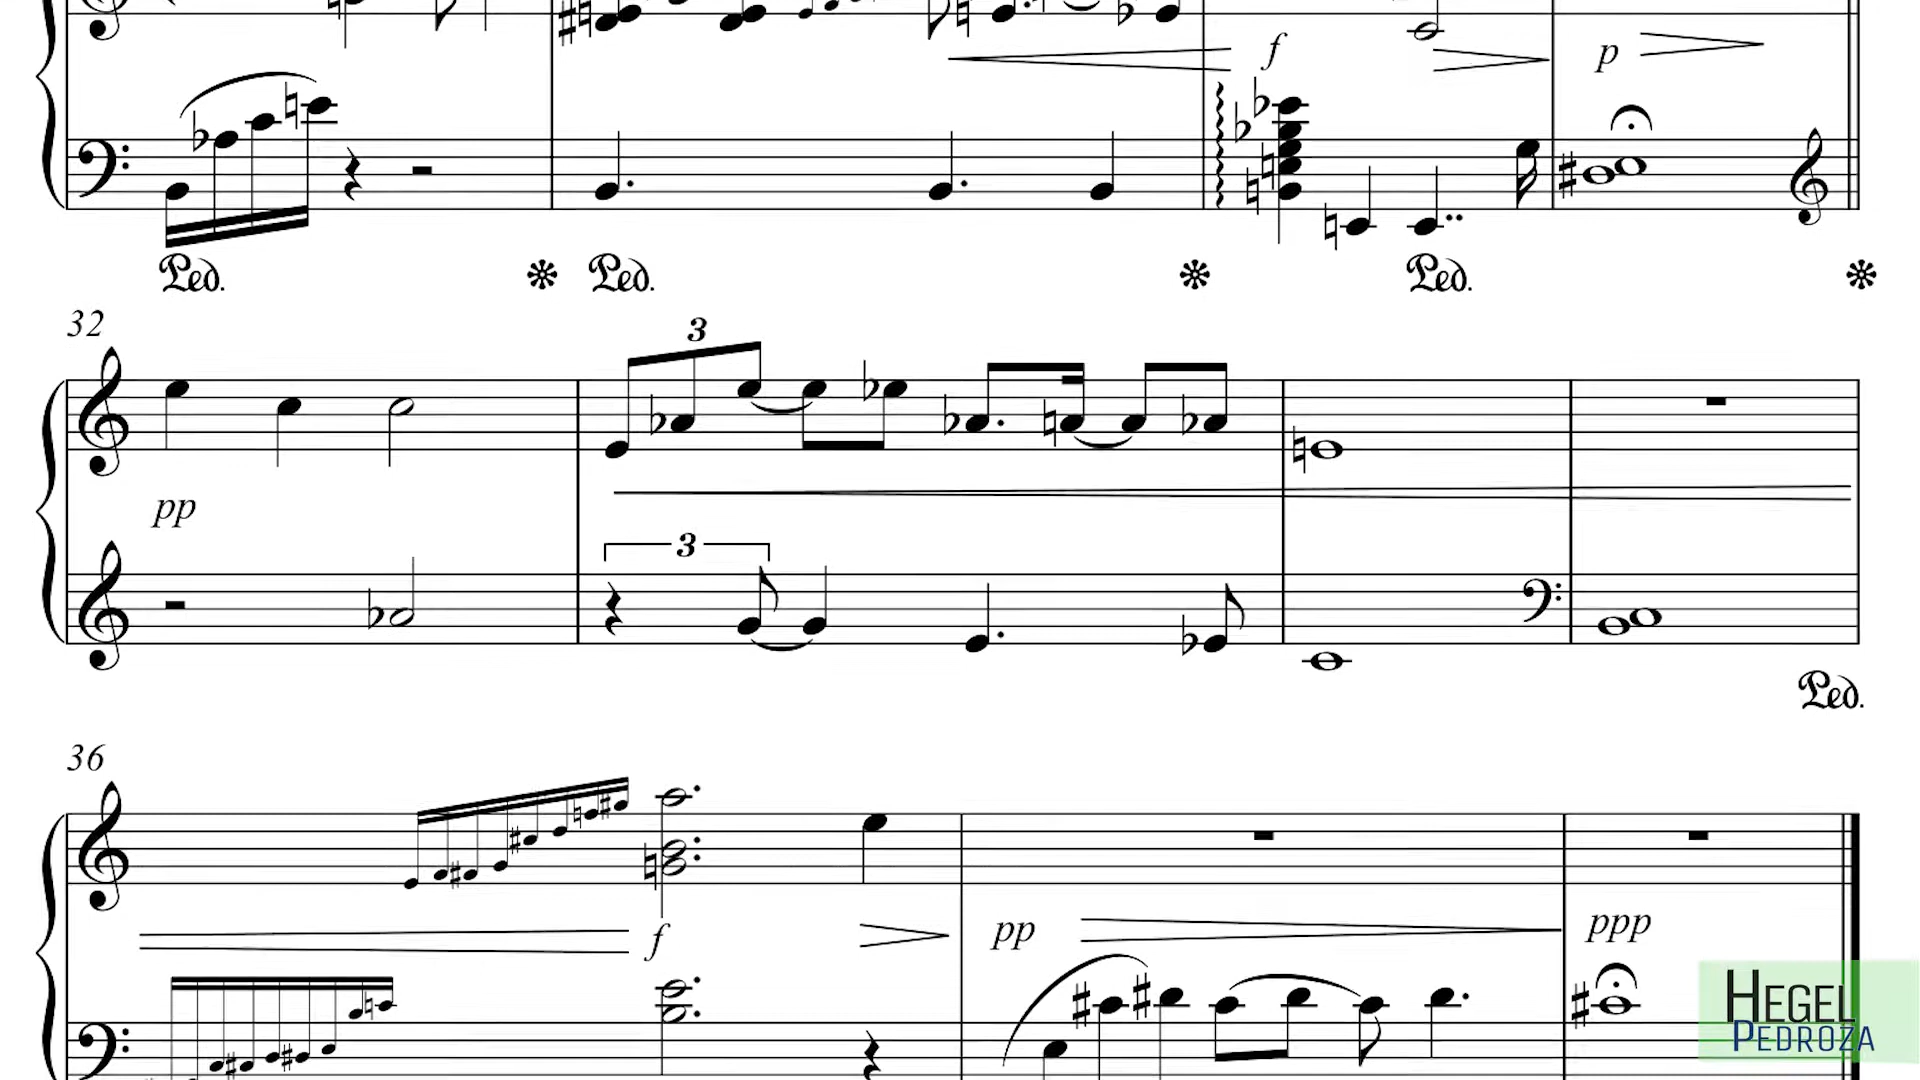 f p
Ped. Ped. Ped.
32
3
pp
3
Ped.
36
f pp ppp
HEGEL
PEDROZA